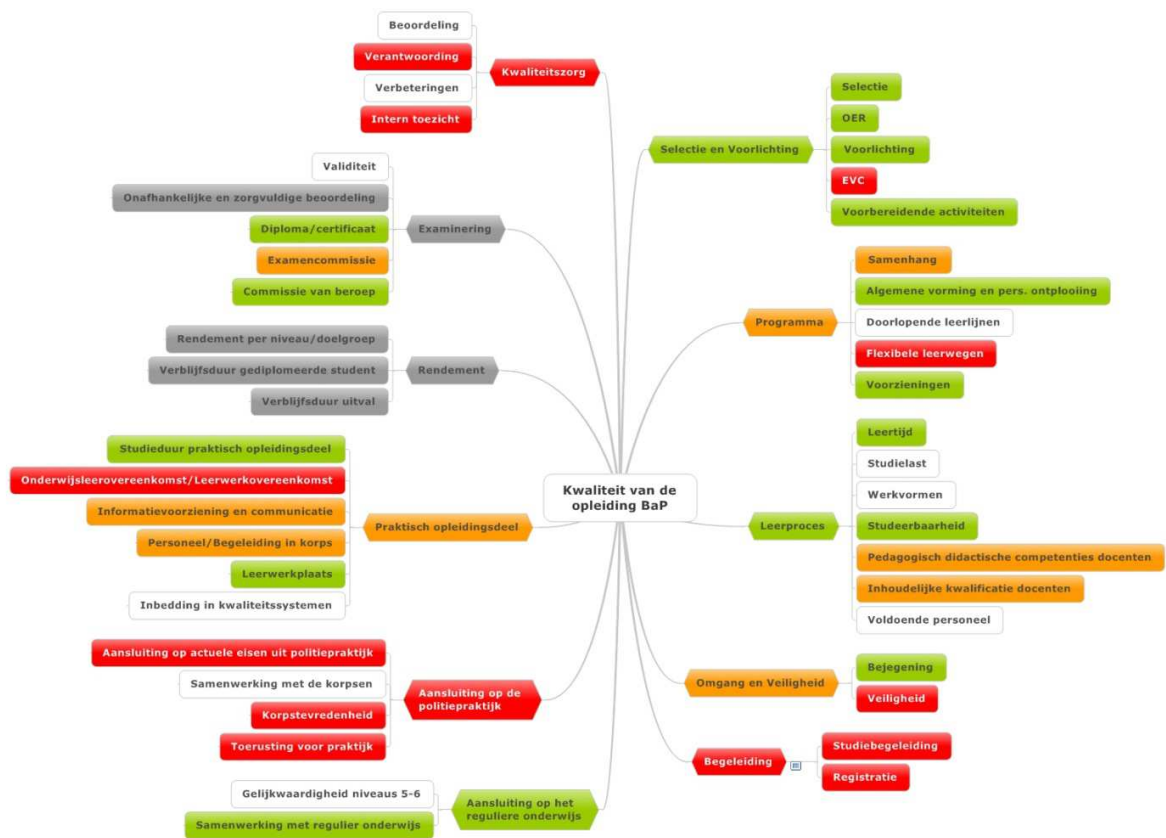 Beoordeling
Verantwoording
Verbeteringen
Intern toezicht
Kwaliteitszorg
Validiteit
Onafhankelijke en zorgvuldige beoordeling
Diploma/certificaat
Examencommissie
Commissie van beroep
Examinering
Rendement per niveau/doelgroep
Verblijfsduur gediplomeerde student
Verblijfsduur uitval
Rendement
Studieduur praktisch opleidingsdeel
Onderwijsleerovereenkomst/Leerwerkovereenkomst
Informatievoorziening en communicatie
Personeel/Begeleiding in korps
Leerwerkplaats
Inbedding in kwaliteitssystemen
Praktisch opleidingsdeel
Aansluiting op actuele eisen uit politiepraktijk
Samenwerking met de korpsen
Korpstevredenheid
Toerusting voor praktijk
Aansluiting op de
politiepraktijk
Gelijkwaardigheid niveaus 5-6
Samenwerking met regulier onderwijs
Aansluiting op het
reguliere onderwijs
Kwaliteit van de
opleiding BaP
Selectie en Voorlichting
Selectie
OER
Voorlichting
EVC
Voorbereidende activiteiten
Programma
Samenhang
Algemene vorming en pers. ontplooiing
Doorlopende leerlijnen
Flexibele leerwegen
Voorzieningen
Leerproces
Leertijd
Studielast
Werkvormen
Studeerbaarheid
Pedagogisch didactische competenties docenten
Inhoudelijke kwalificatie docenten
Voldoende personeel
Omgang en Veiligheid
Bejegening
Veiligheid
Begeleiding
Studiebegeleiding
Registratie